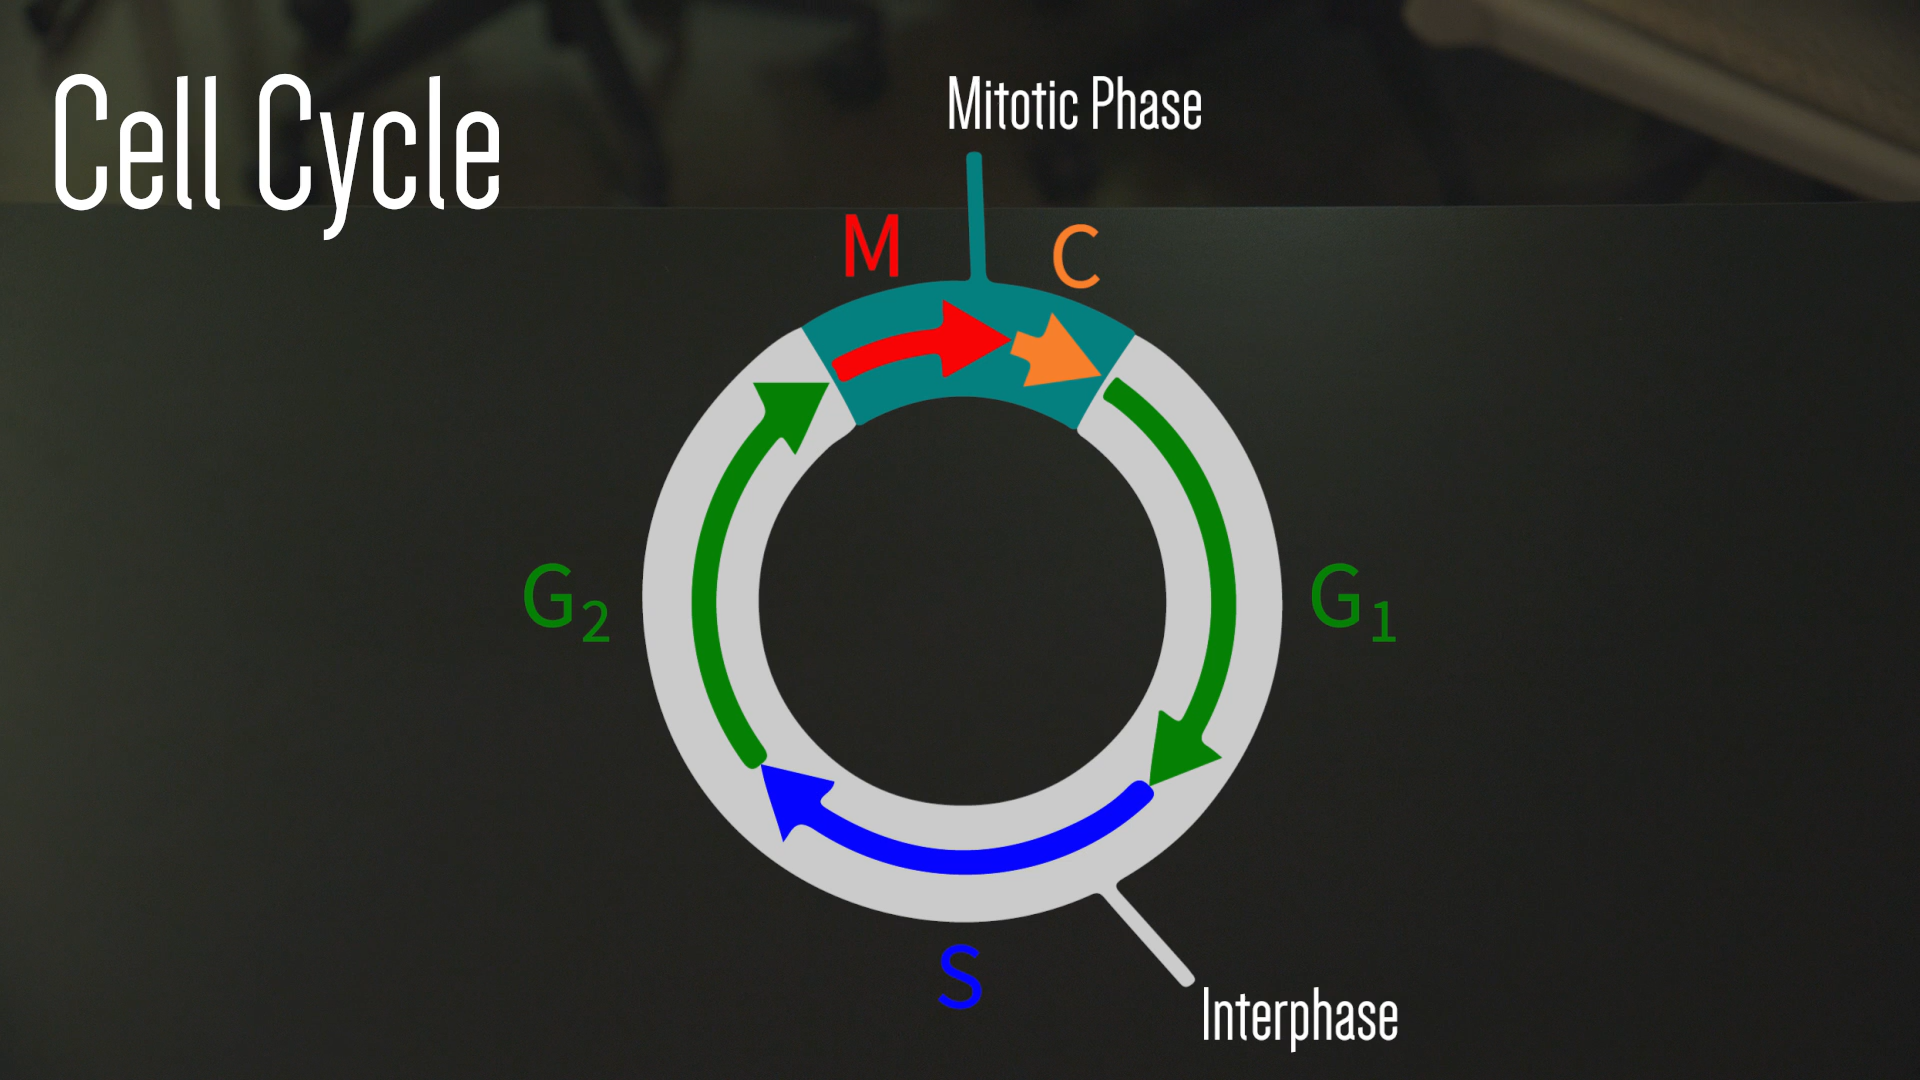 Cell Cycle
Mitotic Phase
M
C
G₂
G₁
S
Interphase